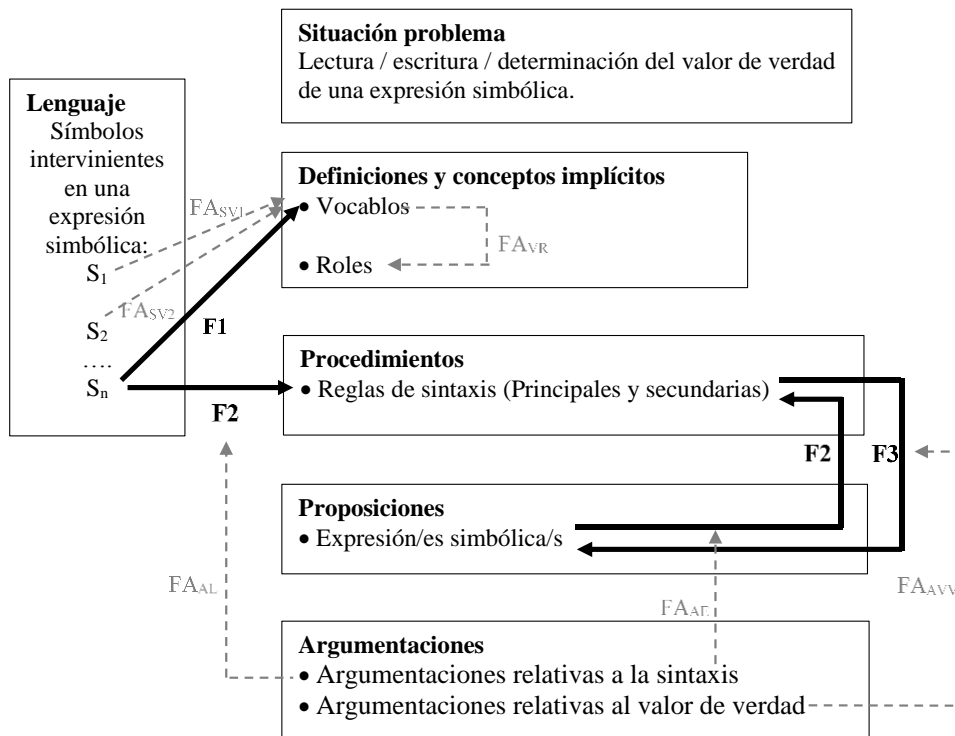 Situación problema
Lectura / escritura / determinación del valor de verdad
de una expresión simbólica.
Lenguaje
Símbolos
intervinientes
en una
expresión
simbólica:
S1
S2
….
Sn
FASV1
FASV2
F1
F2
Definiciones y conceptos implícitos
• Vocablos
• Roles
FAVR
Procedimientos
• Reglas de sintaxis (Principales y secundarias)
F2
F3
Proposiciones
• Expresión/es simbólica/s
FAAL
FAAE
FAAVV
Argumentaciones
• Argumentaciones relativas a la sintaxis
• Argumentaciones relativas al valor de verdad